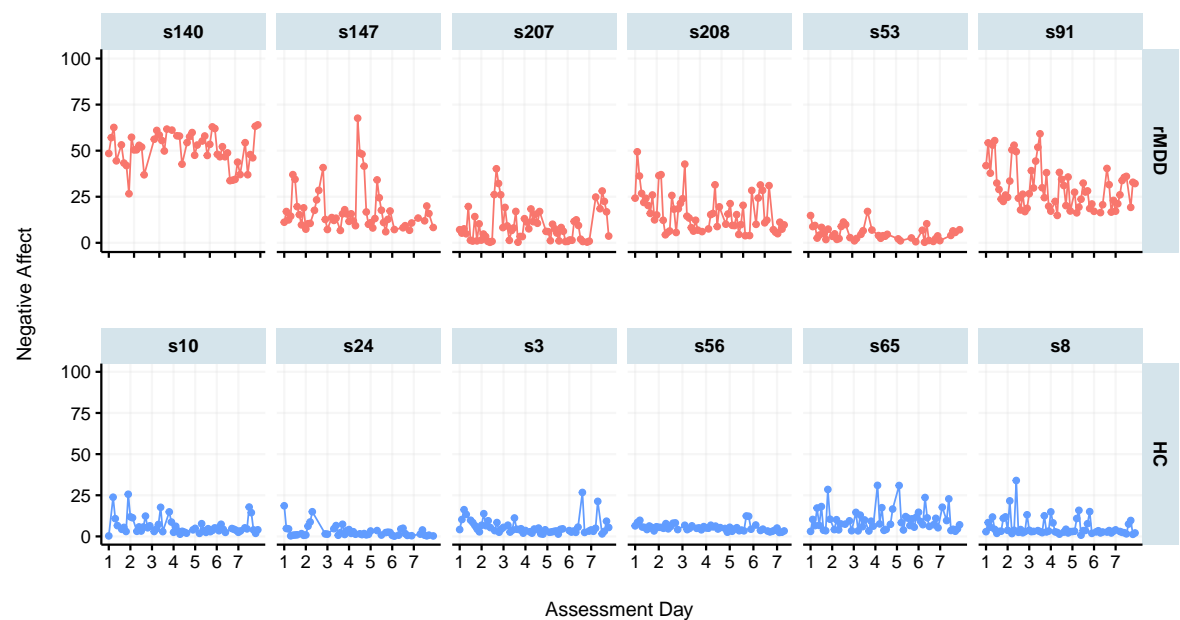 s140 s147 s207 s208 s53 s91
100
75
50
25
0
rMDD
Negative Affect
s10 s24 s3 s56 s65 s8
100
75
50
25
0
HC
1 2 3 4 5 6 7 1 2 3 4 5 6 7 1 2 3 4 5 6 7 1 2 3 4 5 6 7 1 2 3 4 5 6 7 1 2 3 4 5 6 7
Assessment Day